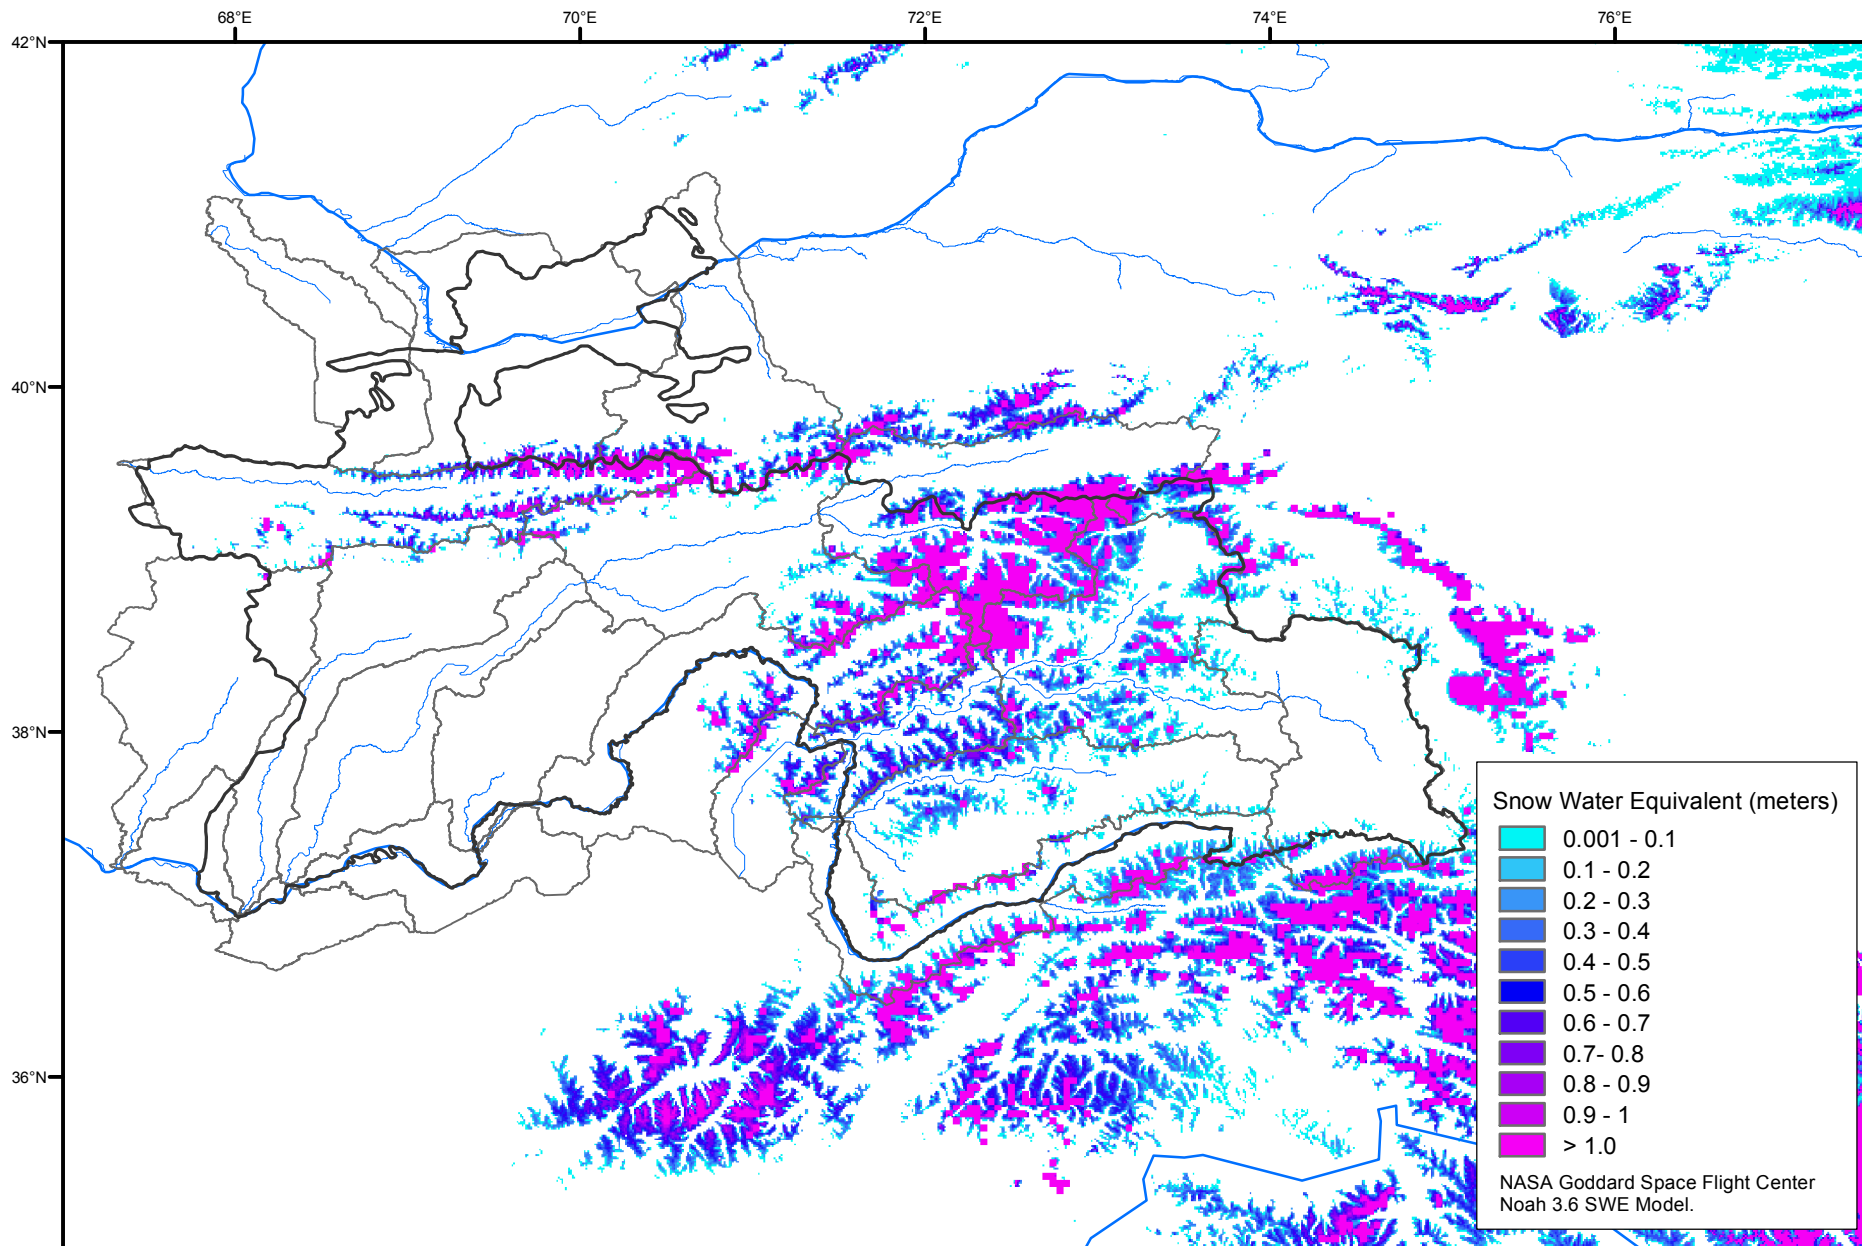 68°E 70°E 72°E 74°E 76°E
42°N
40°N
38°N
36°N
Snow Water Equivalent (meters)
0.001 - 0.1
0.1 - 0.2
0.2 - 0.3
0.3 - 0.4
0.4 - 0.5
0.5 - 0.6
0.6 - 0.7
0.7- 0.8
0.8 - 0.9
0.9 - 1
> 1.0
NASA Goddard Space Flight Center
Noah 3.6 SWE Model.